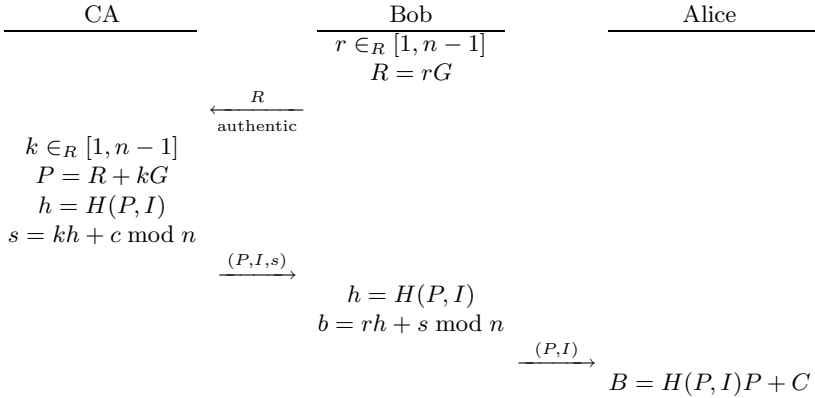 CA Bob Alice
r ∈_R [1, n − 1]
R = rG
R
authentic
k ∈_R [1, n − 1]
P = R + kG
h = H(P, I)
s = kh + c mod n
(P,I,s)
h = H(P, I)
b = rh + s mod n
(P,I)
B = H(P, I)P + C